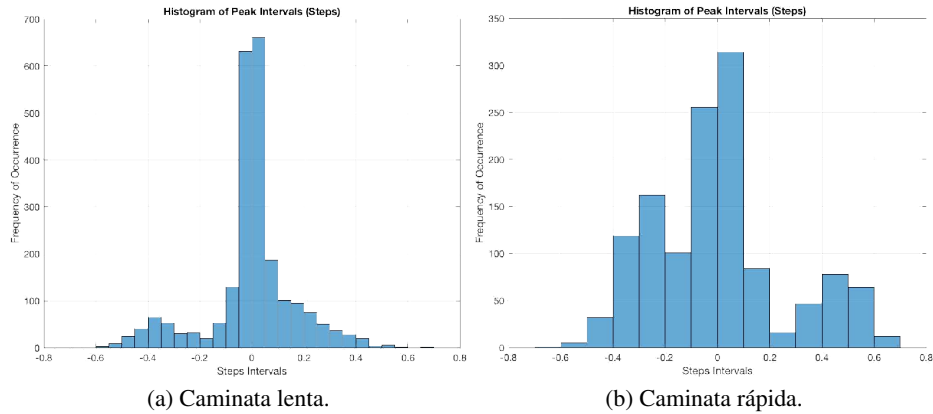 Histogram of Peak Intervals (Steps)
700
600
500
400
300
200
100
0
Frequency of Occurrence
-0.8 -0.6 -0.4 -0.2 0 0.2 0.4 0.6 0.8
Steps Intervals
(a) Caminata lenta.
Histogram of Peak Intervals (Steps)
350
300
250
200
150
100
50
0
Frequency of Occurrence
-0.8 -0.6 -0.4 -0.2 0 0.2 0.4 0.6 0.8
Steps Intervals
(b) Caminata rápida.